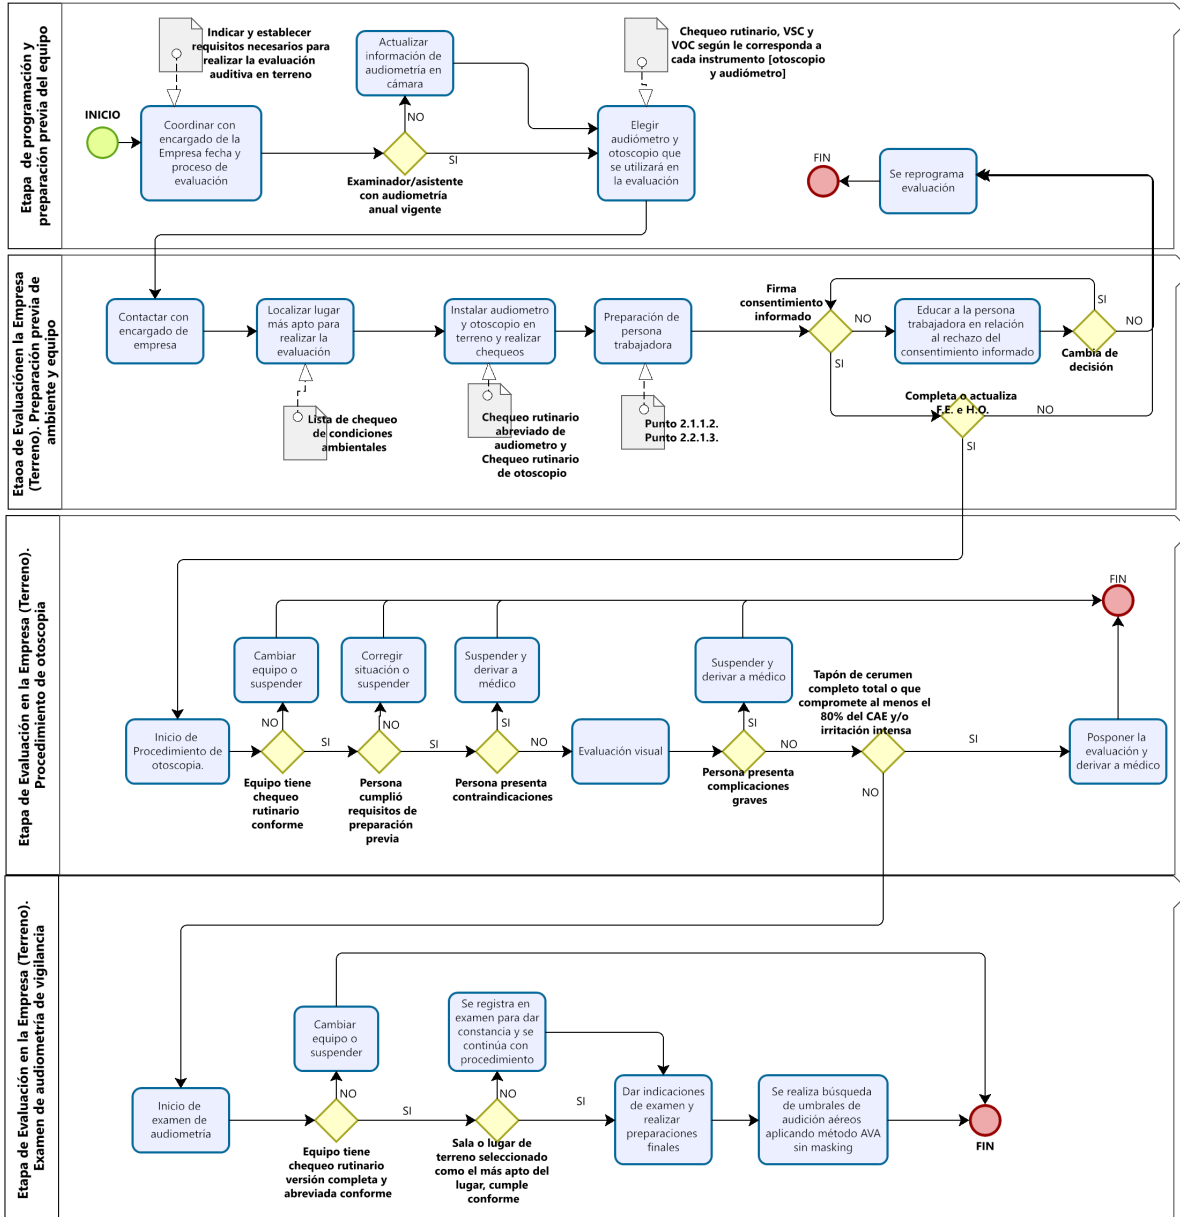 Etapa  de programación y
preparación previa del equipo
INICIO
Indicar y establecer
requisitos necesarios para
realizar la evaluación
auditiva en terreno
Coordinar con
encargado de la
Empresa fecha y
proceso de
evaluación
Actualizar
información de
audiometría en
cámara
NO
SI
Examinador/asistente
con audiometría
anual vigente
Chequeo rutinario, VSC y
VOC según le corresponda a
cada instrumento [otoscopio
y audiómetro]
Elegir
audiómetro y
otoscopio que
se utilizará en
la evaluación
FIN
Se reprograma
evaluación
Etaoa de Evaluaciónen la Empresa
(Terreno). Preparación previa de
ambiente y equipo
Contactar con
encargado de
empresa
Localizar lugar
más apto para
realizar la
evaluación
Lista de chequeo
de condiciones
ambientales
Instalar audiometro
y otoscopio en
terreno y realizar
chequeos
Chequeo rutinario
abreviado de
audiometro y
Chequeo rutinario
de otoscopio
Preparación de
persona
trabajadora
Punto 2.1.1.2.
Punto 2.2.1.3.
Firma
consentimiento
informado
NO
SI
Educar a la persona
trabajadora en relación
al rechazo del
consentimiento informado
SI
NO
Cambia de
decisión
Completa o actualiza
F.E. e H.O.
NO
SI
Etapa de Evaluación en la Empresa (Terreno).
Procedimiento de otoscopia
Inicio de
Procedimiento de
otoscopia.
Cambiar
equipo o
suspender
NO
SI
Equipo tiene
chequeo
rutinario
conforme
Corregir
situación o
suspender
NO
SI
Persona
cumplió
requisitos de
preparación
previa
Suspender y
derivar a
médico
SI
NO
Persona presenta
contraindicaciones
Evaluación visual
Suspender y
derivar a médico
SI
NO
Persona presenta
complicaciones
graves
Tapón de cerumen
completo total o que
compromete al menos el
80% del CAE y/o
irritación intensa
SI
NO
FIN
Posponer la
evaluación y
derivar a médico
Etapa de Evaluación en la Empresa (Terreno).
Examen de audiometría de vigilancia
Inicio de
examen de
audiometría
Cambiar
equipo o
suspender
NO
SI
Equipo tiene
chequeo rutinario
versión completa y
abreviada conforme
Se registra en
examen para dar
constancia y se
continúa con
procedimiento
NO
SI
Sala o lugar de
terreno seleccionado
como el más apto del
lugar, cumple
conforme
Dar indicaciones
de examen y
realizar
preparaciones
finales
Se realiza búsqueda
de umbrales de
audición aéreos
aplicando método AVA
sin masking
FIN